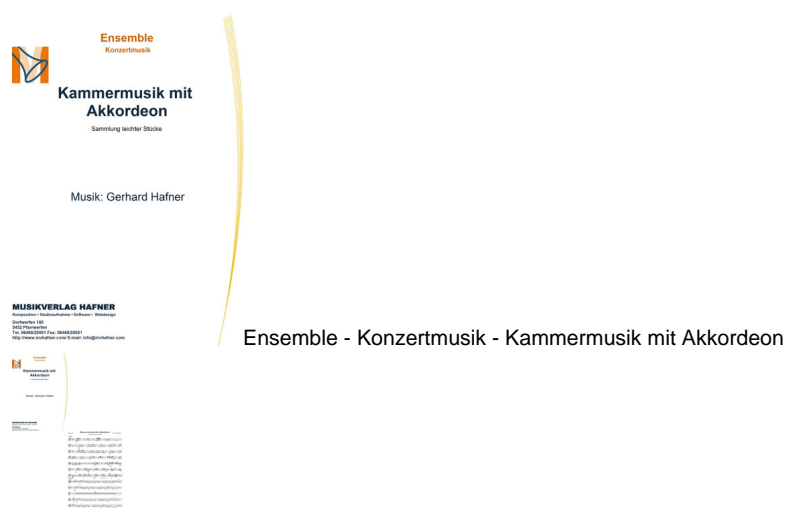 Ensemble
Konzertmusik
Kammermusik mit
Akkordeon
Sammlung leichter Stücke
Musik: Gerhard Hafner
MUSIKVERLAG HAFNER
Komposition • Studioaufnahme • Software • Webdesign
Dorfwerfen 190
5452 Pfarrwerfen
Tel. 06468/20001 Fax: 06468/20001
http://www.mvhafner.com/ E-mail: info@mvhafner.com
Ensemble - Konzertmusik - Kammermusik mit Akkordeon
Ensemble
Kammermusik mit
Akkordeon